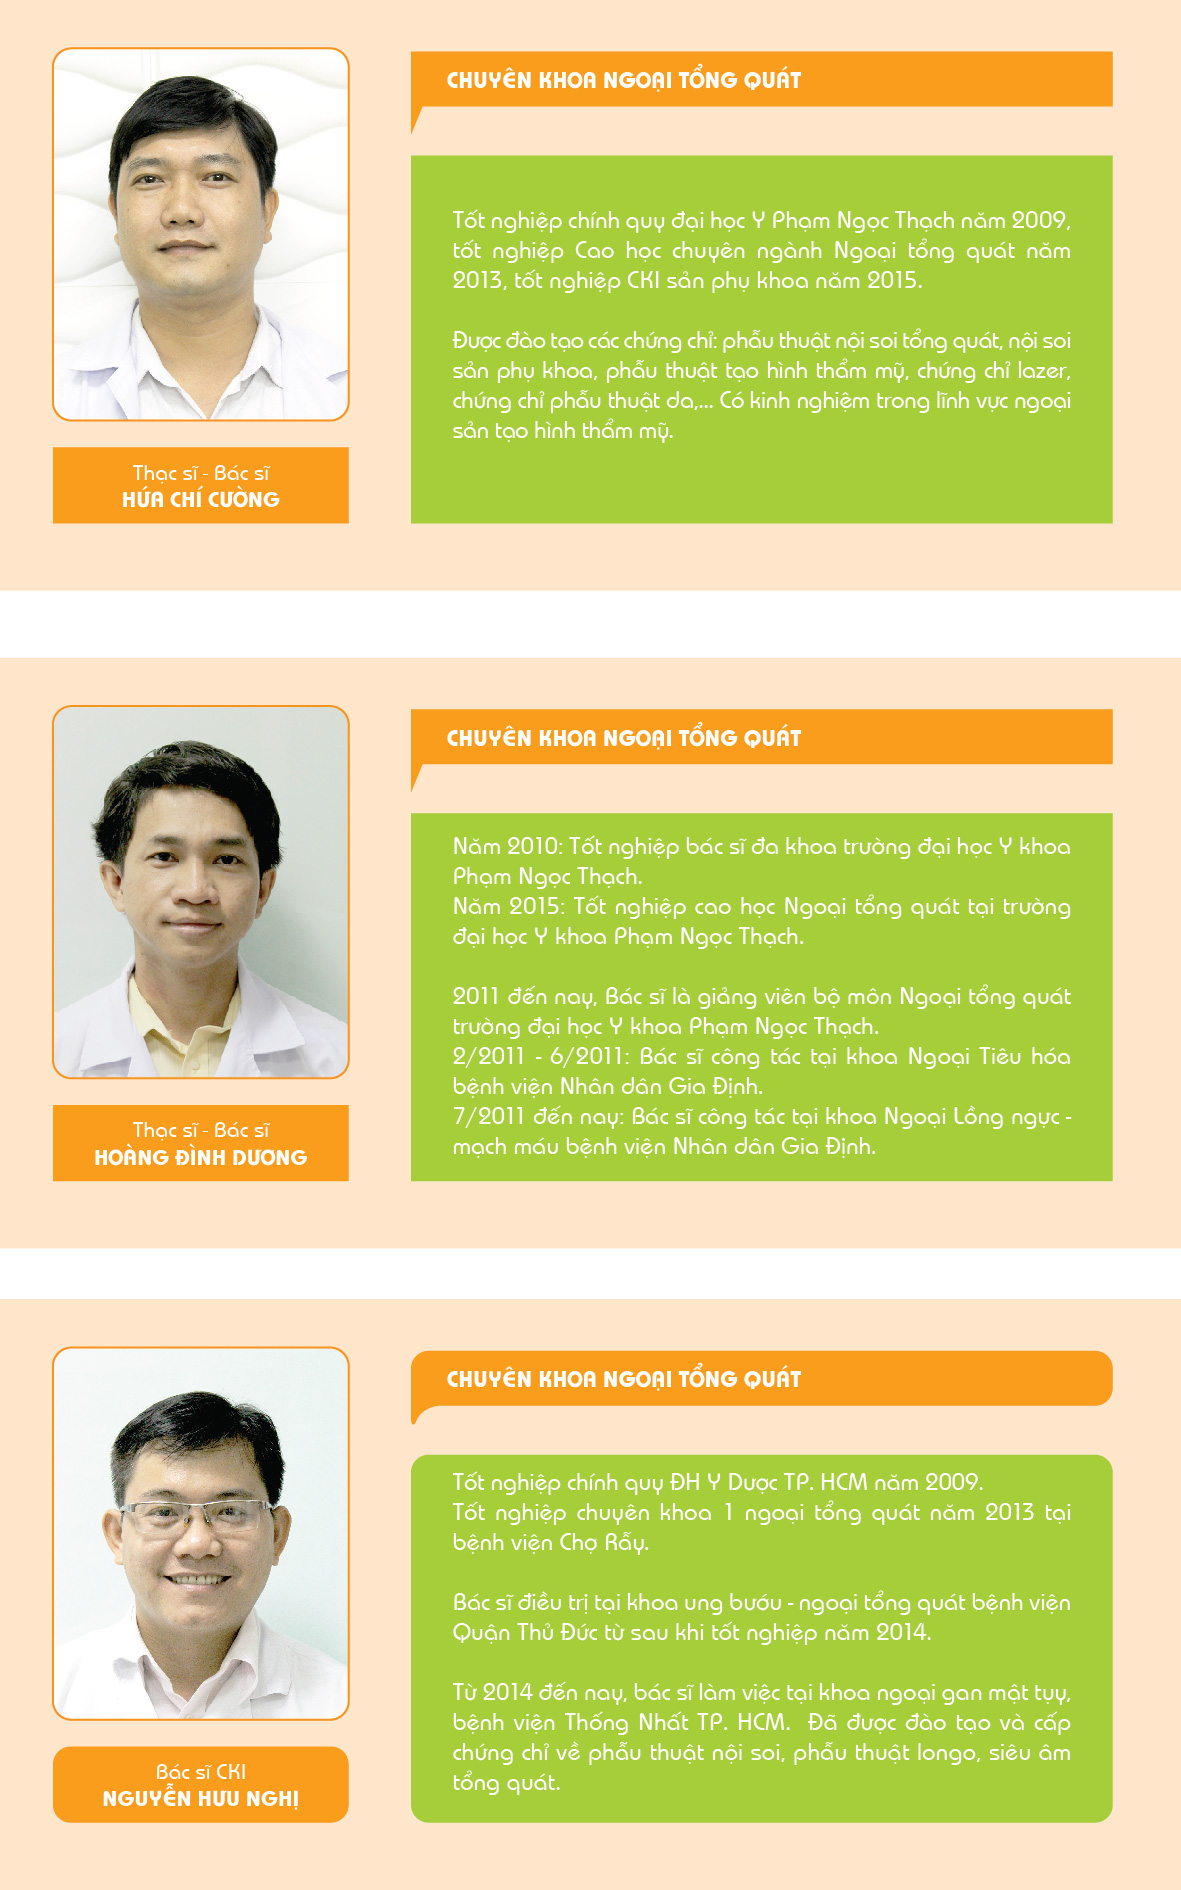 CHUYÊN KHOA NGOẠI TỔNG QUÁT
Tốt nghiệp chính quy đại học Y Phạm Ngọc Thạch năm 2009,
tốt nghiệp Cao học chuyên ngành Ngoại tổng quát năm
2013, tốt nghiệp CKI sản phụ khoa năm 2015.
Được đào tạo các chứng chỉ: phẫu thuật nội soi tổng quát, nội soi
sản phụ khoa, phẫu thuật tạo hình thẩm mỹ, chứng chỉ lazer,
chứng chỉ phẫu thuật da,... Có kinh nghiệm trong lĩnh vực ngoại
sản tạo hình thẩm mỹ.
Thạc sĩ - Bác sĩ
HỨA CHÍ CƯỜNG
CHUYÊN KHOA NGOẠI TỔNG QUÁT
Năm 2010: Tốt nghiệp bác sĩ đa khoa trường đại học Y khoa
Phạm Ngọc Thạch.
Năm 2015: Tốt nghiệp cao học Ngoại tổng quát tại trường
đại học Y khoa Phạm Ngọc Thạch.
2011 đến nay, Bác sĩ là giảng viên bộ môn Ngoại tổng quát
trường đại học Y khoa Phạm Ngọc Thạch.
2/2011 - 6/2011: Bác sĩ công tác tại khoa Ngoại Tiêu hóa
bệnh viện Nhân dân Gia Định.
7/2011 đến nay: Bác sĩ công tác tại khoa Ngoại Lồng ngực -
mạch máu bệnh viện Nhân dân Gia Định.
Thạc sĩ - Bác sĩ
HOÀNG ĐÌNH DƯƠNG
CHUYÊN KHOA NGOẠI TỔNG QUÁT
Tốt nghiệp chính quy ĐH Y Dược TP. HCM năm 2009.
Tốt nghiệp chuyên khoa 1 ngoại tổng quát năm 2013 tại
bệnh viện Chợ Rẫy.
Bác sĩ điều trị tại khoa ung bướu - ngoại tổng quát bệnh viện
Quận Thủ Đức từ sau khi tốt nghiệp năm 2014.
Từ 2014 đến nay, bác sĩ làm việc tại khoa ngoại gan mật tụy,
bệnh viện Thống Nhất TP. HCM. Đã được đào tạo và cấp
chứng chỉ về phẫu thuật nội soi, phẫu thuật longo, siêu âm
tổng quát.
Bác sĩ CKI
NGUYỄN HƯU NGHỊ